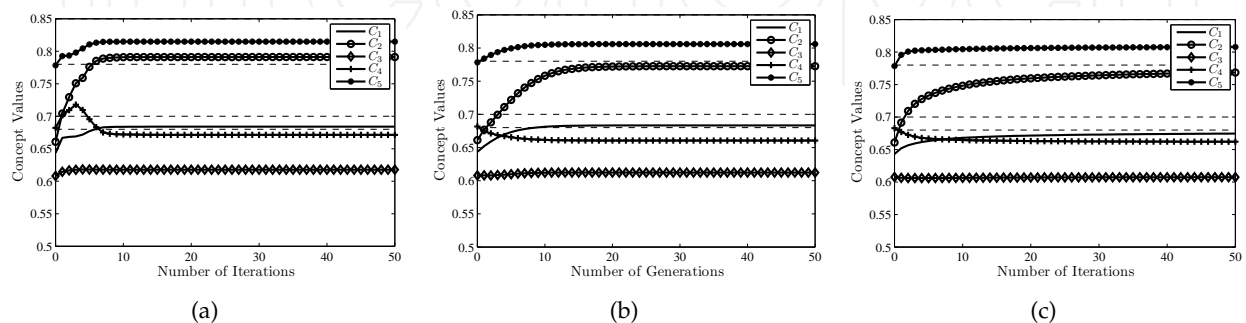 0.85
0.8
0.75
0.7
0.65
0.6
0.55
0.5
0 10 20 30 40 50
Concept Values
Number of Iterations
C1
C2
C3
C4
C5
(a)
0.85
0.8
0.75
0.7
0.65
0.6
0.55
0.5
0 10 20 30 40 50
Concept Values
Number of Generations
C1
C2
C3
C4
C5
(b)
0.85
0.8
0.75
0.7
0.65
0.6
0.55
0.5
0 10 20 30 40 50
Concept Values
Number of Iterations
C1
C2
C3
C4
C5
(c)